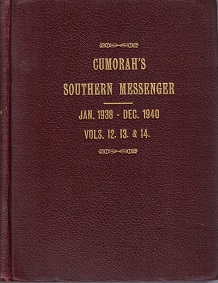 CUMORAH'S
SOUTHERN MESSENGER
JAN. 1938 - DEC. 1940
VOLS. 12. 13. & 14.